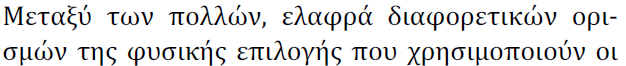 Μεταξύ των πολλών, ελαφρά διαφορετικών ορι-
σμών της φυσικής επιλογής που χρησιμοποιούν οι